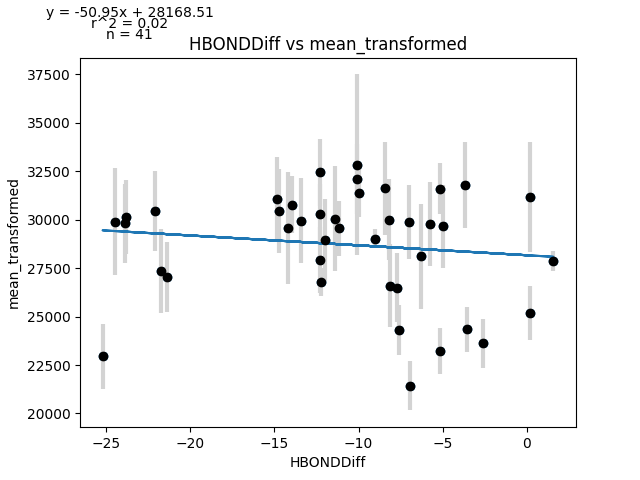 y = -50.95x + 28168.51
r^2 = 0.02
n = 41
HBONDDiff vs mean_transformed
37500
35000
32500
30000
27500
25000
22500
20000
mean_transformed
−25
−20
−15
−10
−5
0
HBONDDiff